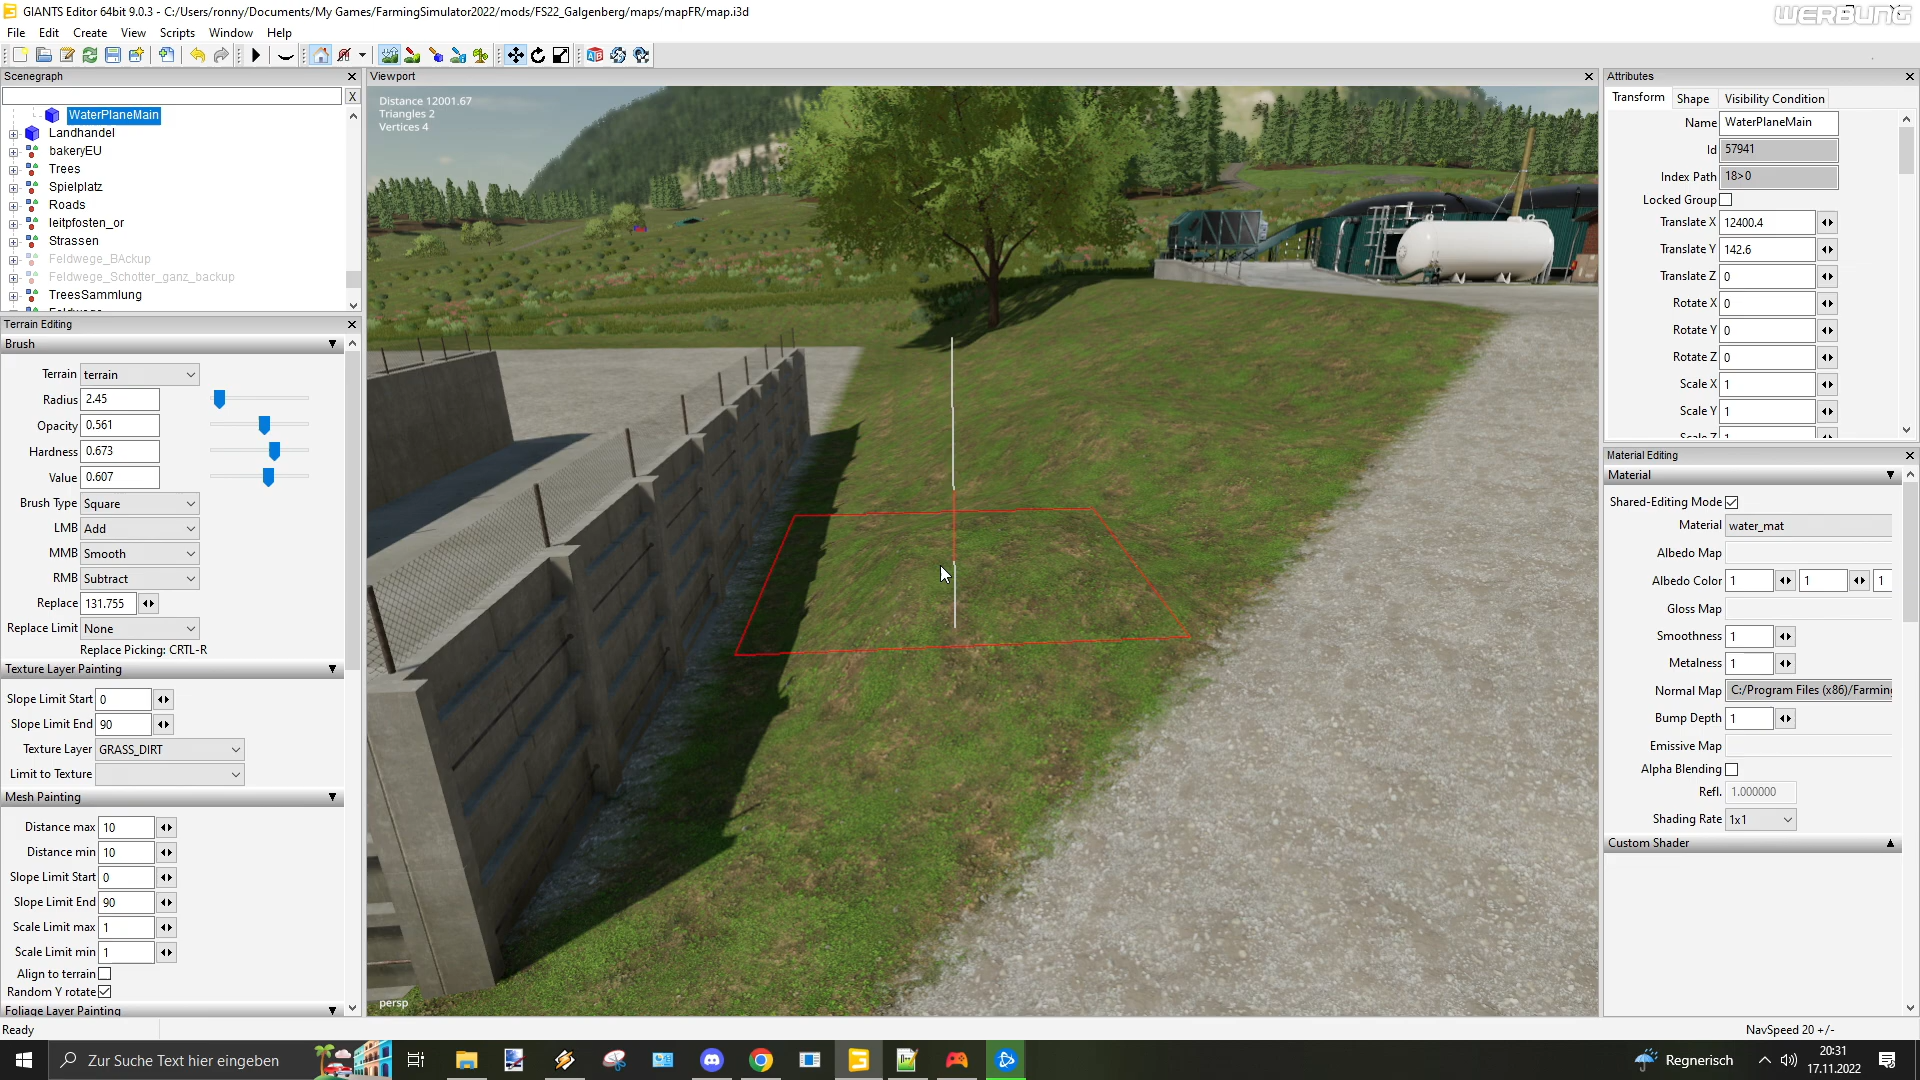 GIANTS Editor 64bit 9.0.3 - C:/Users/ronny/Documents/My Games/FarmingSimulator2022/mods/FS22_Galgenberg/maps/mapFR/map.i3d
WERBUNG
File Edit Create View Scripts Window Help
Scenegraph
X
WaterPlaneMain
Landhandel
bakeryEU
Trees
Spielplatz
Roads
leitpfosten_or
Strassen
Feldwege_BAckup
Feldwege_Schotter_ganz_backup
TreesSammlung
Terrain Editing
Brush
Terrain terrain
Radius 2.45
Opacity 0.561
Hardness 0.673
Value 0.607
Brush Type Square
LMB Add
MMB Smooth
RMB Subtract
Replace 131.755
Replace Limit None
Replace Picking: CRTL-R
Texture Layer Painting
Slope Limit Start 0
Slope Limit End 90
Texture Layer GRASS_DIRT
Limit to Texture
Mesh Painting
Distance max 10
Distance min 10
Slope Limit Start 0
Slope Limit End 90
Scale Limit max 1
Scale Limit min 1
Align to terrain
Random Y rotate
Foliage Layer Painting
Ready
Viewport
Distance 12001.67
Triangles 2
Vertices 4
persp
Attributes
Transform Shape Visibility Condition
Name WaterPlaneMain
Id 57941
Index Path 18>0
Locked Group
Translate X 12400.4
Translate Y 142.6
Translate Z 0
Rotate X 0
Rotate Y 0
Rotate Z 0
Scale X 1
Scale Y 1
Scale Z 1
Material Editing
Material
Shared-Editing Mode
Material water_mat
Albedo Map
Albedo Color 1 1 1
Gloss Map
Smoothness 1
Metalness 1
Normal Map C:/Program Files (x86)/Farming
Bump Depth 1
Emissive Map
Alpha Blending
Refl. 1.000000
Shading Rate 1x1
Custom Shader
NavSpeed 20 +/-
Zur Suche Text hier eingeben
Regnerisch
20:31
17.11.2022